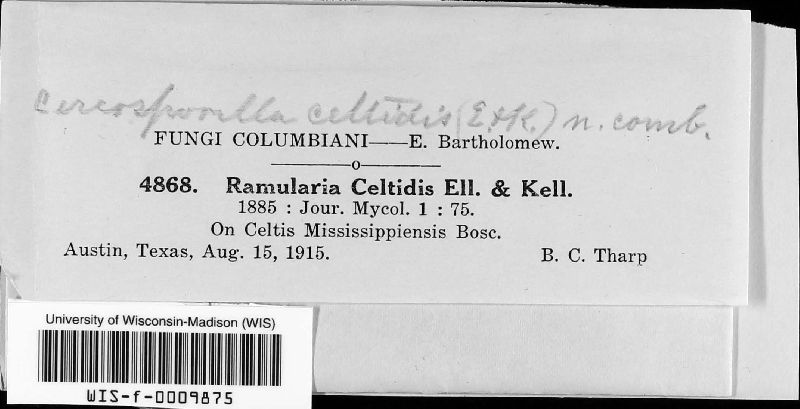 Cercosporella celtidis (E. & K.) n. comb.
FUNGI COLUMBIANI——E. Bartholomew.
———o———
4868. Ramularia Celtidis Ell. & Kell.
1885 : Jour. Mycol. 1 : 75.
On Celtis Mississippiensis Bosc.
Austin, Texas, Aug. 15, 1915. B. C. Tharp
University of Wisconsin-Madison (WIS)
WIS-f-0009875